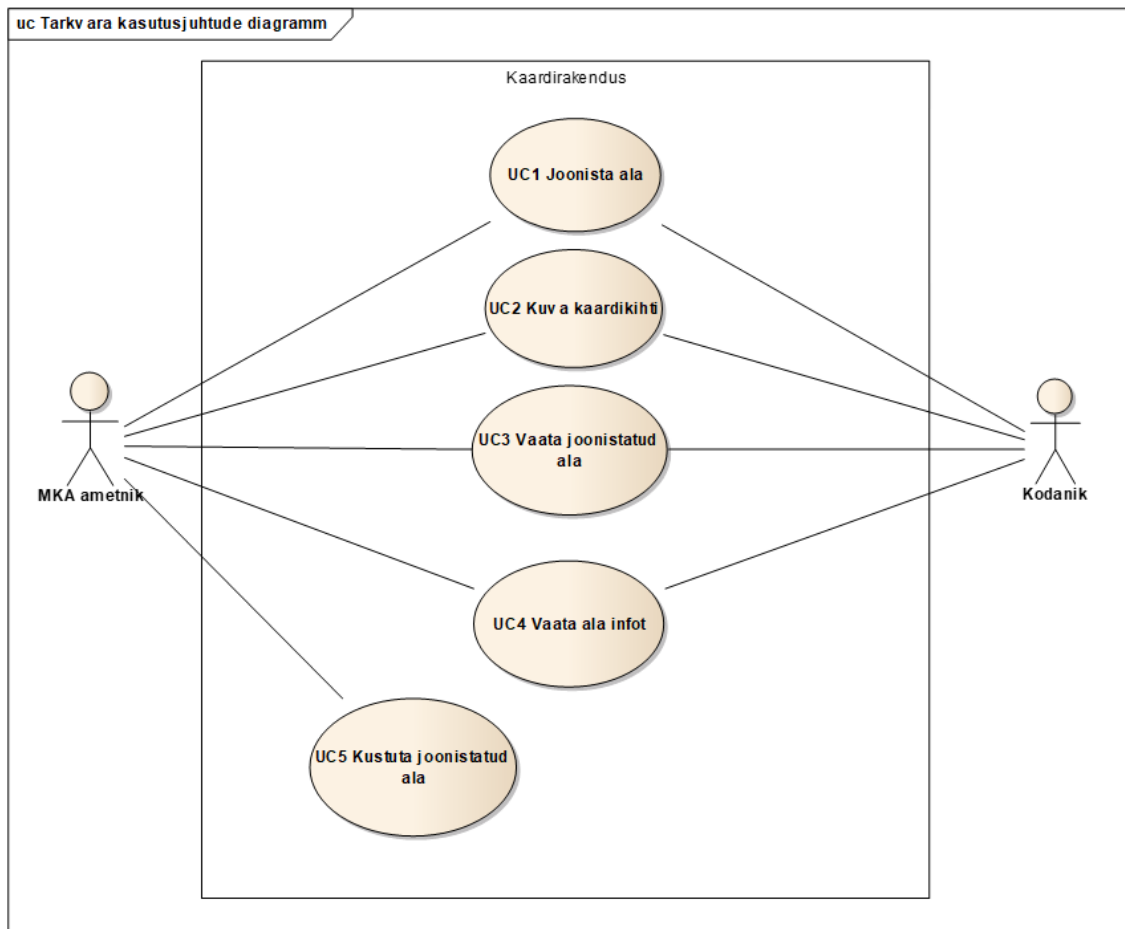 uc Tarkvara kasutusjuhtude diagramm
Kaardirakendus
UC1 Joonista ala
UC2 Kuva kaardikihti
UC3 Vaata joonistatud
ala
MKA ametnik
Kodanik
UC4 Vaata ala infot
UC5 Kustuta joonistatud
ala